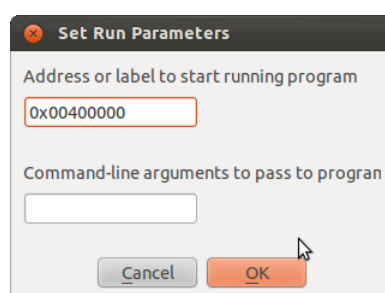 Set Run Parameters
Address or label to start running program
0x00400000
Command-line arguments to pass to progran
Cancel
OK